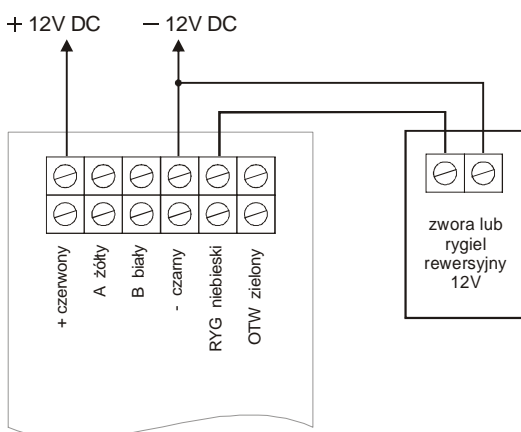 + 12V DC
− 12V DC
+ czerwony
A żółty
B biały
- czarny
RYG niebieski
OTW zielony
zwora lub
rygiel
rewersyjny
12V